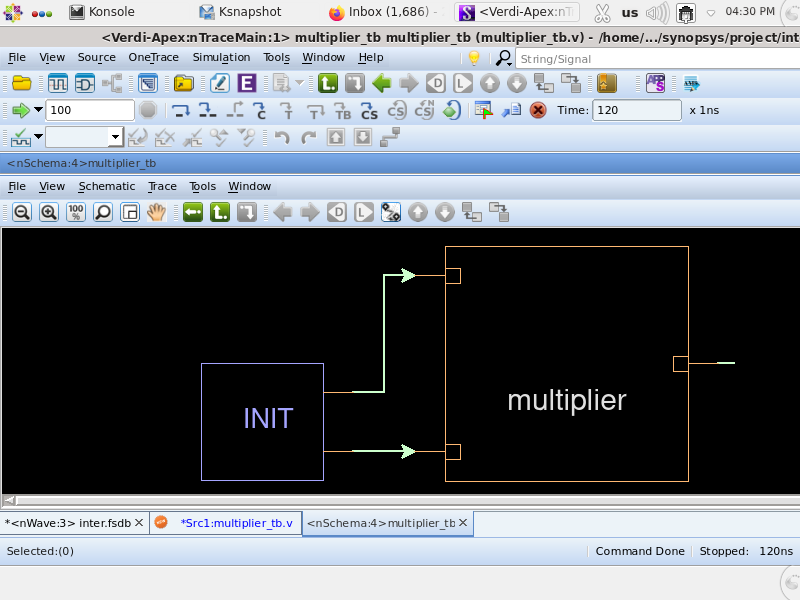 Konsole Ksnapshot Inbox (1,686) - <Verdi-Apex:nTr us 04:30 PM
<Verdi-Apex:nTraceMain:1> multiplier_tb multiplier_tb (multiplier_tb.v) - /home/.../synopsys/project/int
File View Source OneTrace Simulation Tools Window Help String/Signal
100 Time: 120 x 1ns
<nSchema:4>multiplier_tb
File View Schematic Trace Tools Window
100 %
multiplier
INIT
*<nWave:3> inter.fsdb *Src1:multiplier_tb.v <nSchema:4>multiplier_tb
Selected:(0) Command Done Stopped: 120ns